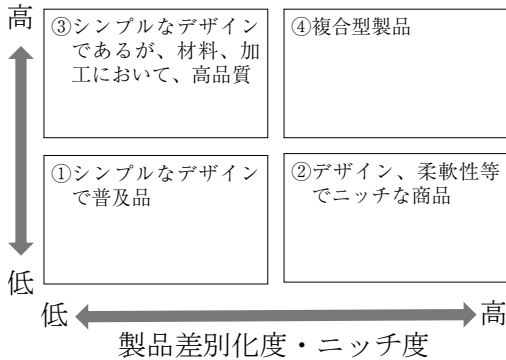 高
③シンプルなデザイン
であるが、材料、加
工において、高品質
④複合型製品
①シンプルなデザイン
で普及品
②デザイン、柔軟性等
でニッチな商品
低
低
高
製品差別化度・ニッチ度